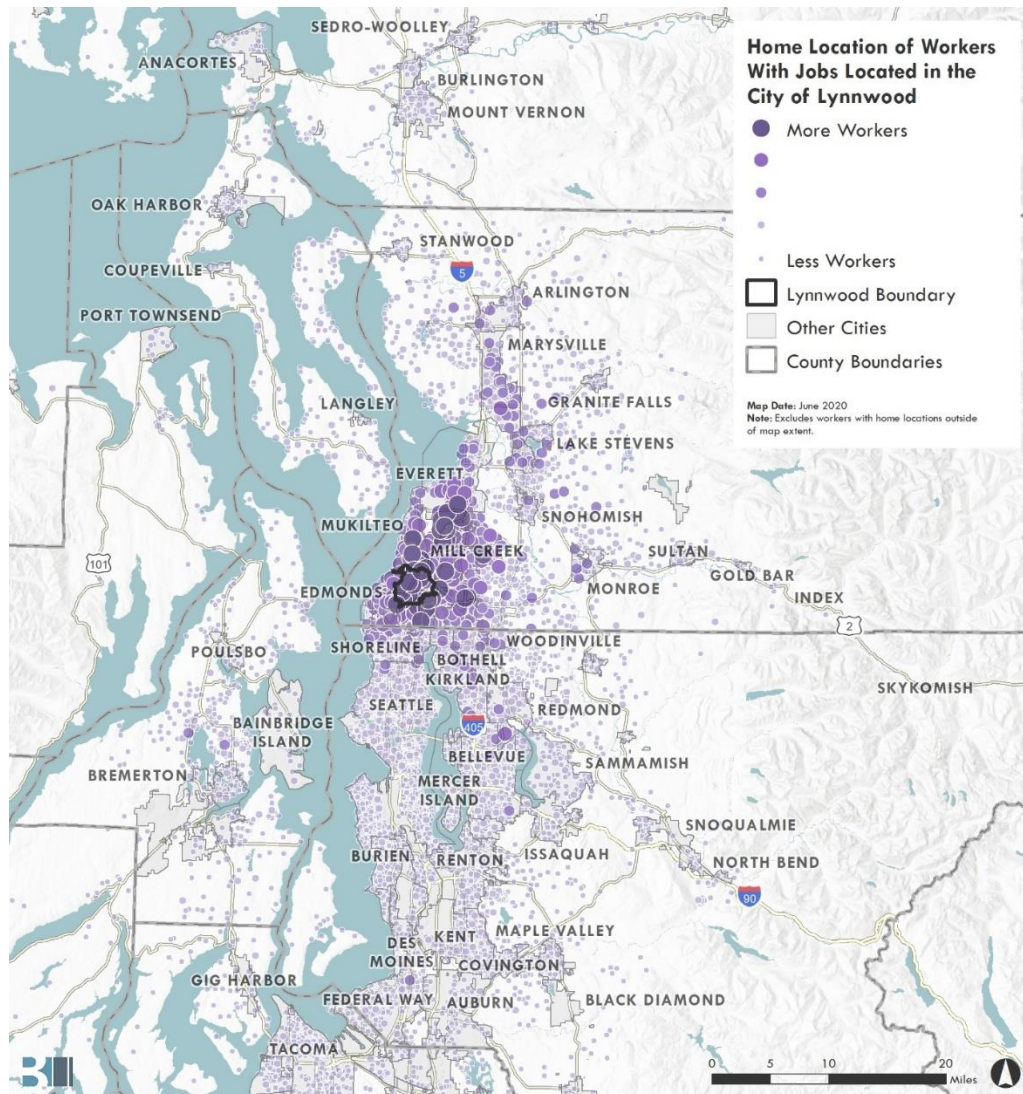 SEDRO-WOOLLEY
ANACORTES
BURLINGTON
MOUNT VERNON
Home Location of Workers
With Jobs Located in the
City of Lynnwood
More Workers
Less Workers
Lynnwood Boundary
Other Cities
County Boundaries
Map Date: June 2020
Note: Excludes workers with home locations outside
of map extent.
OAK HARBOR
STANWOOD
COUPEVILLE
5
ARLINGTON
PORT TOWNSEND
MARYSVILLE
LANGLEY
GRANITE FALLS
LAKE STEVENS
EVERETT
SNOHOMISH
MUKILTEO
MILL CREEK
SULTAN
101
GOLD BAR
EDMONDS
MONROE
INDEX
2
WOODINVILLE
SHORELINE
POULSBO
BOTHELL
KIRKLAND
SKYKOMISH
SEATTLE
REDMOND
BAINBRIDGE
ISLAND
405
BELLEVUE
SAMMAMISH
BREMERTON
MERCER
ISLAND
SNOQUALMIE
BURIEN
RENTON
ISSAQUAH
NORTH BEND
90
MAPLE VALLEY
KENT
DES
MOINES
COVINGTON
GIG HARBOR
FEDERAL WAY
AUBURN
BLACK DIAMOND
TACOMA
0 5 10 20
Miles